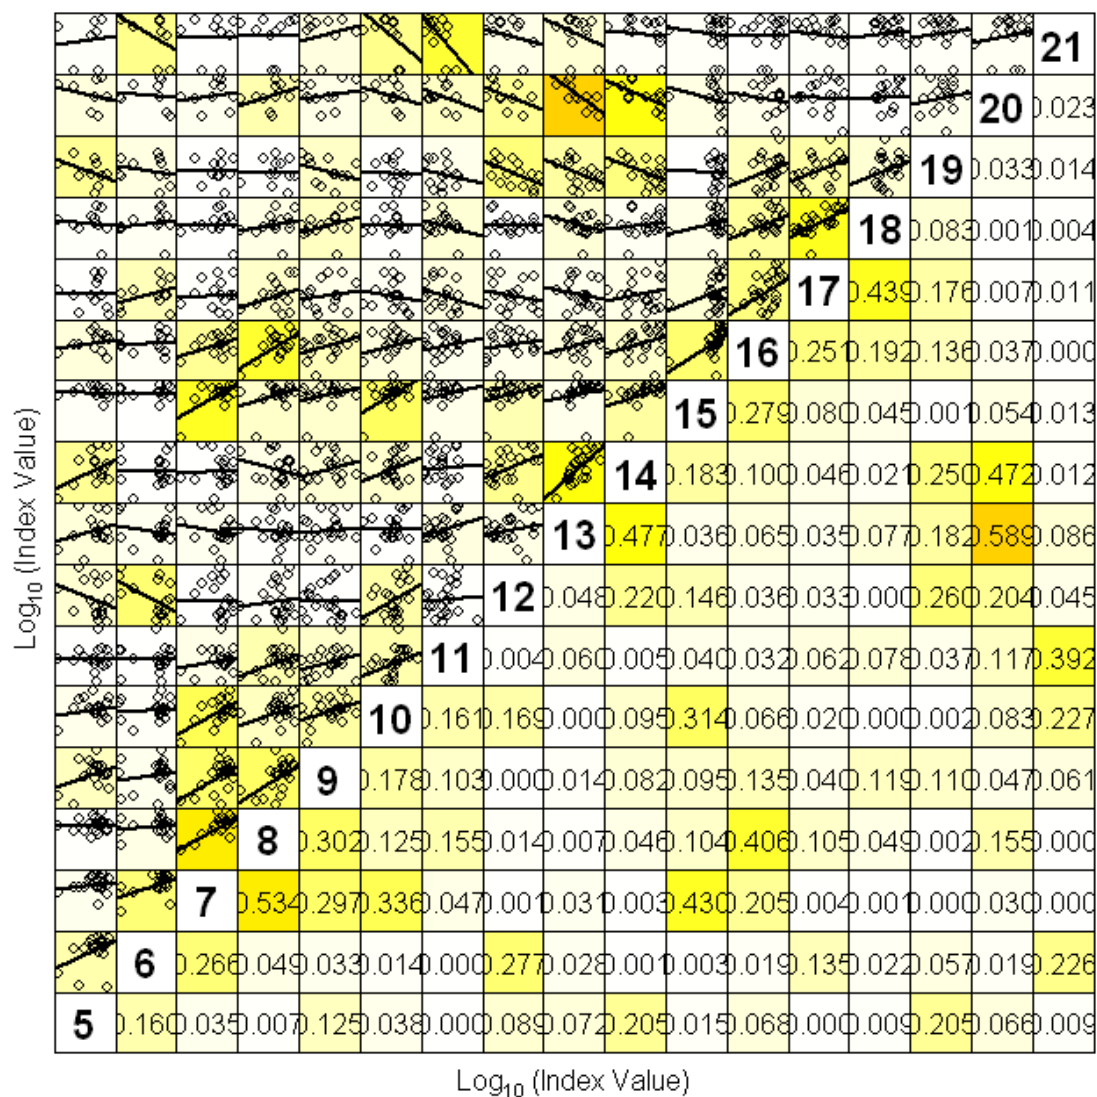 21
20 0.023
19 0.033 0.014
18 0.083 0.001 0.004
17 0.439 0.176 0.007 0.011
16 0.251 0.192 0.136 0.037 0.000
15 0.279 0.080 0.045 0.001 0.054 0.013
14 0.183 0.100 0.046 0.021 0.250 0.472 0.012
13 0.477 0.036 0.065 0.035 0.077 0.182 0.589 0.086
12 0.048 0.220 0.146 0.036 0.033 0.000 0.260 0.204 0.045
11 0.004 0.060 0.005 0.040 0.032 0.062 0.078 0.037 0.117 0.392
10 0.161 0.169 0.000 0.095 0.314 0.066 0.020 0.000 0.002 0.083 0.227
9 0.178 0.103 0.000 0.014 0.082 0.095 0.135 0.040 0.119 0.110 0.047 0.061
8 0.302 0.125 0.155 0.014 0.007 0.046 0.104 0.406 0.105 0.049 0.002 0.155 0.000
7 0.534 0.297 0.336 0.047 0.001 0.031 0.003 0.430 0.205 0.004 0.001 0.000 0.030 0.000
6 0.266 0.049 0.033 0.014 0.000 0.277 0.028 0.001 0.003 0.019 0.135 0.022 0.057 0.019 0.226
5 0.160 0.035 0.007 0.125 0.038 0.000 0.089 0.072 0.205 0.015 0.068 0.000 0.009 0.205 0.066 0.009
Log10 (Index Value)
Log10 (Index Value)